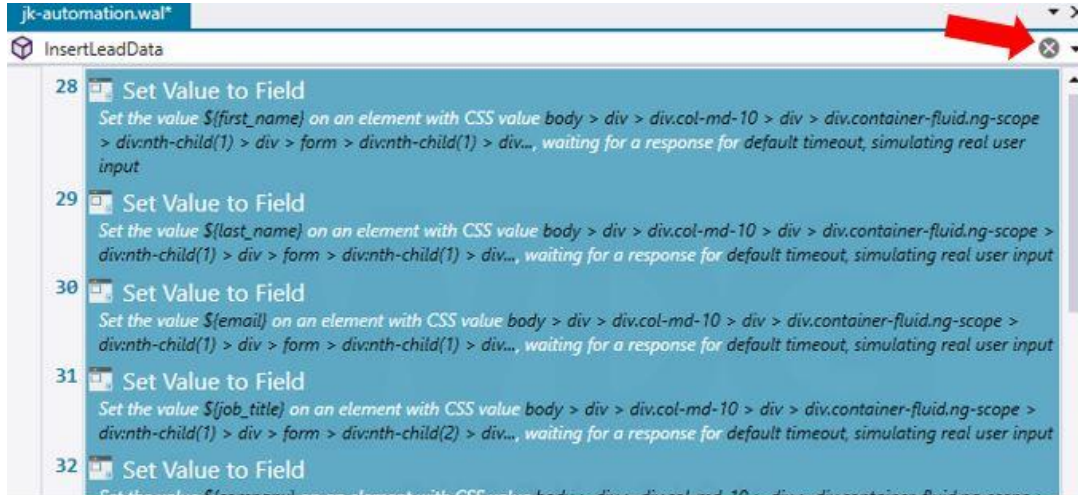 jk-automation.wal*
InsertLeadData
28 Set Value to Field
Set the value ${first_name} on an element with CSS value body > div > div.col-md-10 > div > div.container-fluid.ng-scope
> div:nth-child(1) > div > form > div:nth-child(1) > div..., waiting for a response for default timeout, simulating real user
input
29 Set Value to Field
Set the value ${last_name} on an element with CSS value body > div > div.col-md-10 > div > div.container-fluid.ng-scope >
div:nth-child(1) > div > form > div:nth-child(1) > div..., waiting for a response for default timeout, simulating real user input
30 Set Value to Field
Set the value ${email} on an element with CSS value body > div > div.col-md-10 > div > div.container-fluid.ng-scope >
div:nth-child(1) > div > form > div:nth-child(1) > div..., waiting for a response for default timeout, simulating real user input
31 Set Value to Field
Set the value ${job_title} on an element with CSS value body > div > div.col-md-10 > div > div.container-fluid.ng-scope >
div:nth-child(1) > div > form > div:nth-child(2) > div..., waiting for a response for default timeout, simulating real user input
32 Set Value to Field